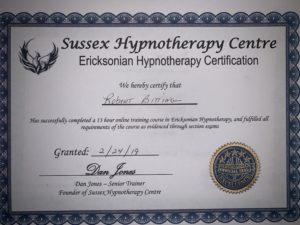 Sussex Hypnotherapy Centre
Ericksonian Hypnotherapy Certification
We hereby certify that
Robert Bitting
Has successfully completed a 15 hour online training course in Ericksonian Hypnotherapy, and fulfilled all
requirements of the course as evidenced through section exams
Granted: 2/24/19
Dan Jones
Dan Jones – Senior Trainer
Founder of Sussex Hypnotherapy Centre